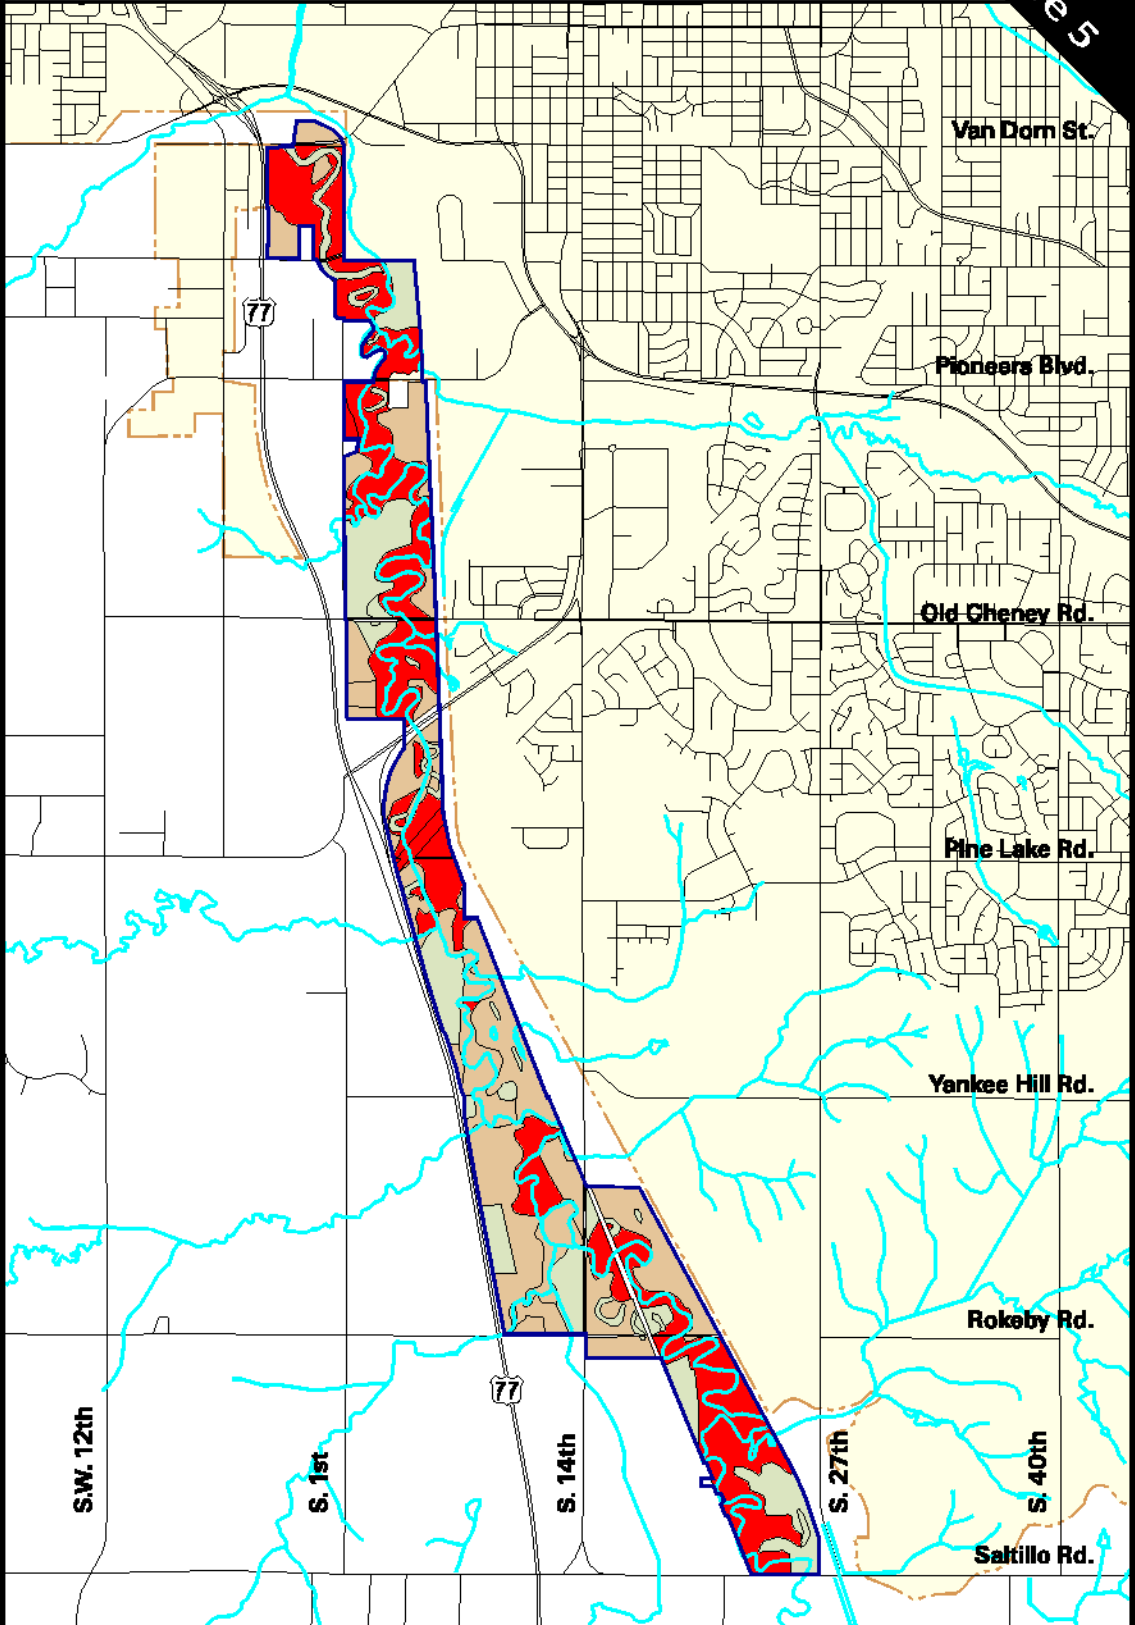 e 5
Van Dorn St.
77
Pioneers Blvd.
Old Cheney Rd.
Pine Lake Rd.
Yankee Hill Rd.
Rokeby Rd.
77
S.W. 12th
S. 1st
S. 14th
S. 27th
S. 40th
Saltillo Rd.